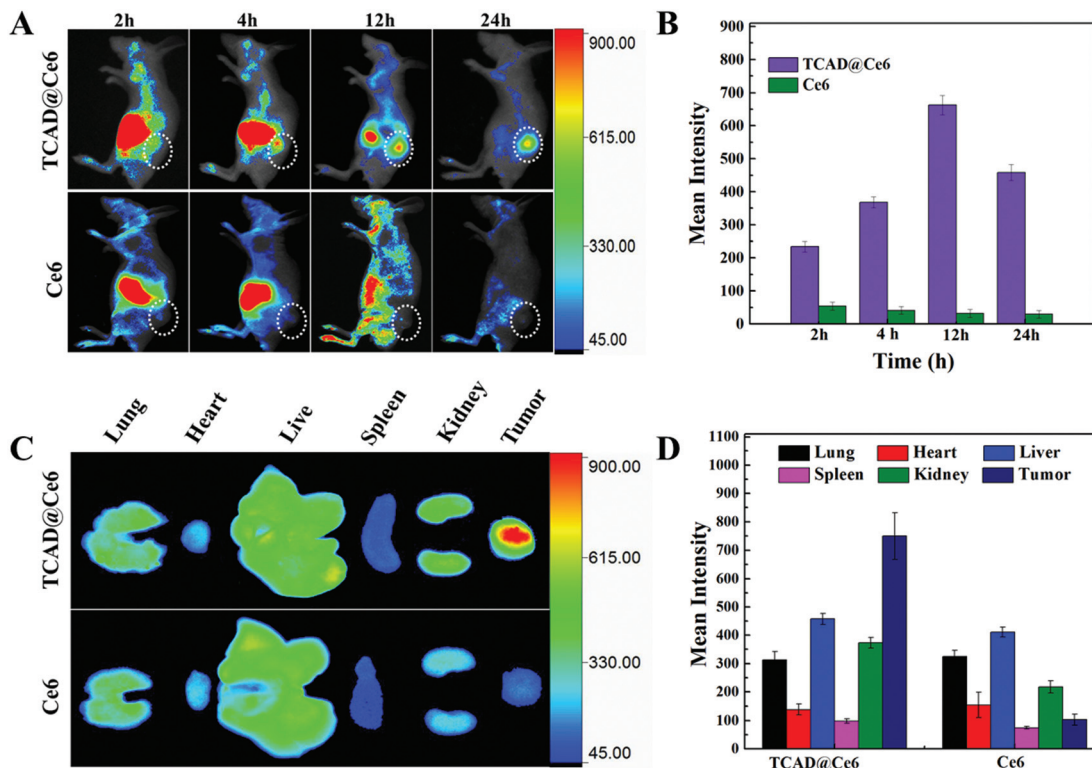 A
2h 4h 12h 24h
TCAD@Ce6
Ce6
900.00
615.00
330.00
45.00
B
Mean Intensity
900
800
700
600
500
400
300
200
100
0
TCAD@Ce6
Ce6
2h 4 h 12h 24h
Time (h)
C
Lung Heart Live Spleen Kidney Tumor
TCAD@Ce6
Ce6
900.00
615.00
330.00
45.00
D
Mean Intensity
1100
1000
900
800
700
600
500
400
300
200
100
0
Lung Heart Liver
Spleen Kidney Tumor
TCAD@Ce6 Ce6